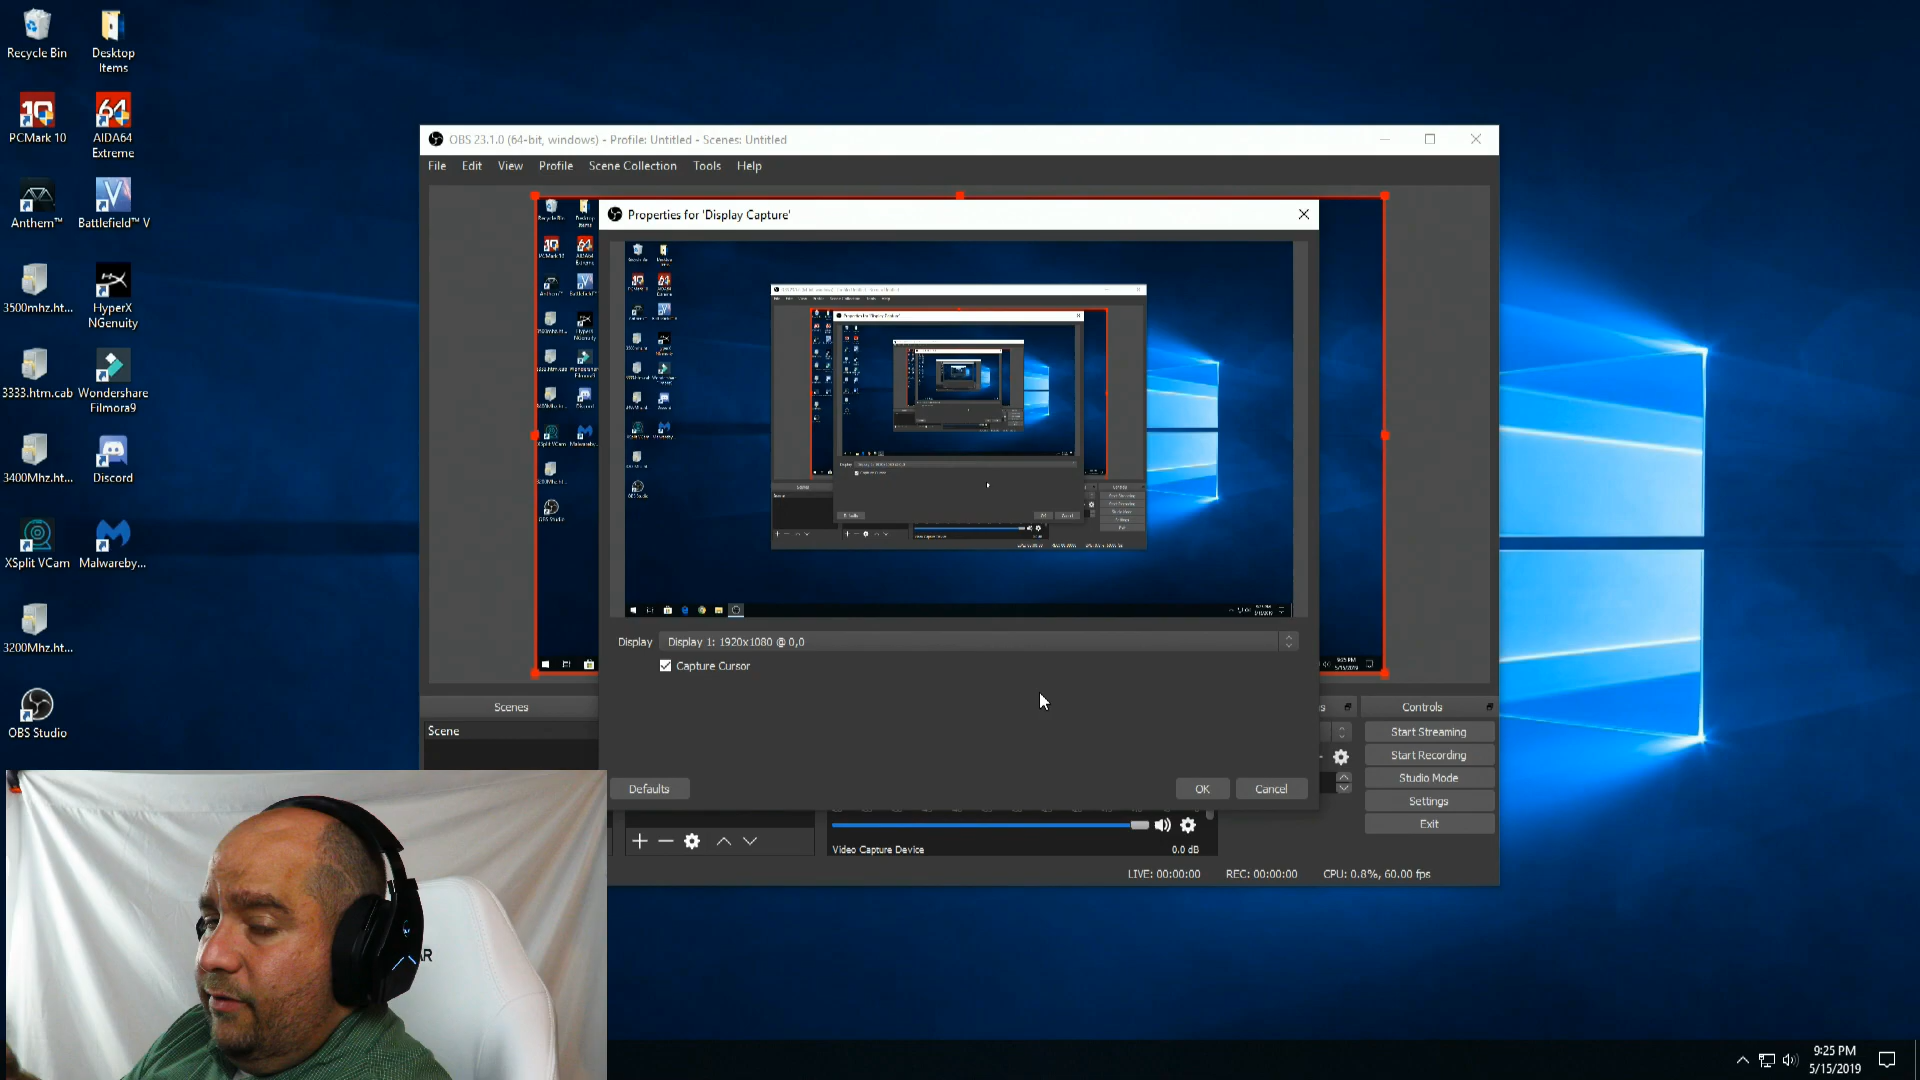 Recycle Bin
Desktop
Items
PCMark 10
AIDA64
Extreme
Anthem™
Battlefield™ V
3500mhz.ht...
HyperX
NGenuity
3333.htm.cab
Wondershare
Filmora9
3400Mhz.ht...
Discord
XSplit VCam
Malwareby...
3200Mhz.ht...
OBS Studio
OBS 23.1.0 (64-bit, windows) - Profile: Untitled - Scenes: Untitled
File Edit View Profile Scene Collection Tools Help
Properties for 'Display Capture'
Display
Display 1: 1920x1080 @ 0,0
Capture Cursor
Defaults
OK
Cancel
Scenes
Scene
Controls
Start Streaming
Start Recording
Studio Mode
Settings
Exit
Video Capture Device
0.0 dB
LIVE: 00:00:00
REC: 00:00:00
CPU: 0.8%, 60.00 fps
9:25 PM
5/15/2019